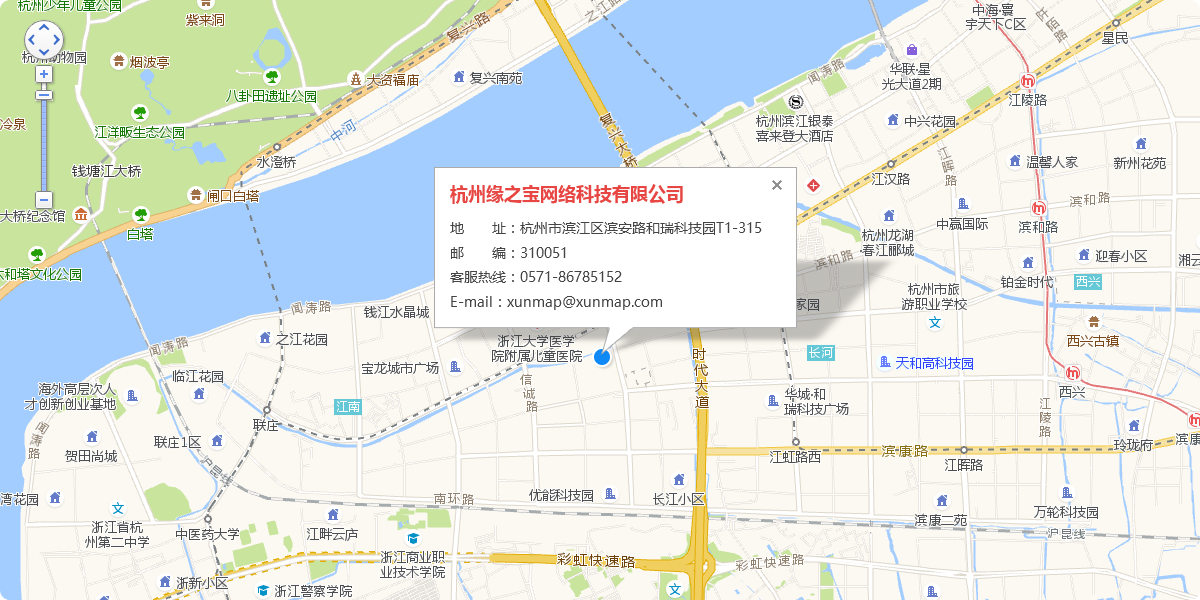 杭州少年儿童公园
紫来洞
杭州动物园
烟波亭
八卦田遗址公园
大资福庙
复兴路
复兴南苑
之江路
冷泉
江洋畈生态公园
中河
钱塘江大桥
水澄桥
闸口白塔
大桥纪念馆
白塔
六和塔文化公园
复兴大桥
闻涛路
中海·寰
宇天下C区
阡陌路
星民
华联·星
光大道2期
江陵路
杭州滨江银泰
喜来登大酒店
中兴花园
江晖路
江汉路
温馨人家
新州花苑
滨和路
滨和路
中赢国际
杭州龙湖
春江郦城
滨和路
迎春小区
湘云
铂金时代
西兴
杭州缘之宝网络科技有限公司
地 址：杭州市滨江区滨安路和瑞科技园T1-315
邮 编：310051
客服热线：0571-86785152
E-mail：xunmap@xunmap.com
家园
杭州市旅
游职业学校
西兴古镇
闻涛路
钱江水晶城
之江花园
闻涛路
浙江大学医学
院附属儿童医院
长河
天和高科技园
时代大道
宝龙城市广场
临江花园
信诚路
海外高层次人
才创新创业基地
江南
华城·和
瑞科技广场
西兴
江陵路
闻涛路
联庄
联庄1区
贺田尚城
沪昆线
江虹路西
滨康路
江晖路
玲珑府
滨康
湾花园
南环路
优能科技园
长江小区
滨康二苑
万轮科技园
沪昆线
浙江省杭
州第二中学
中医药大学
江畔云庐
浙江商业职
业技术学院
彩虹快速路
彩虹快速路
浙新小区
浙江警察学院